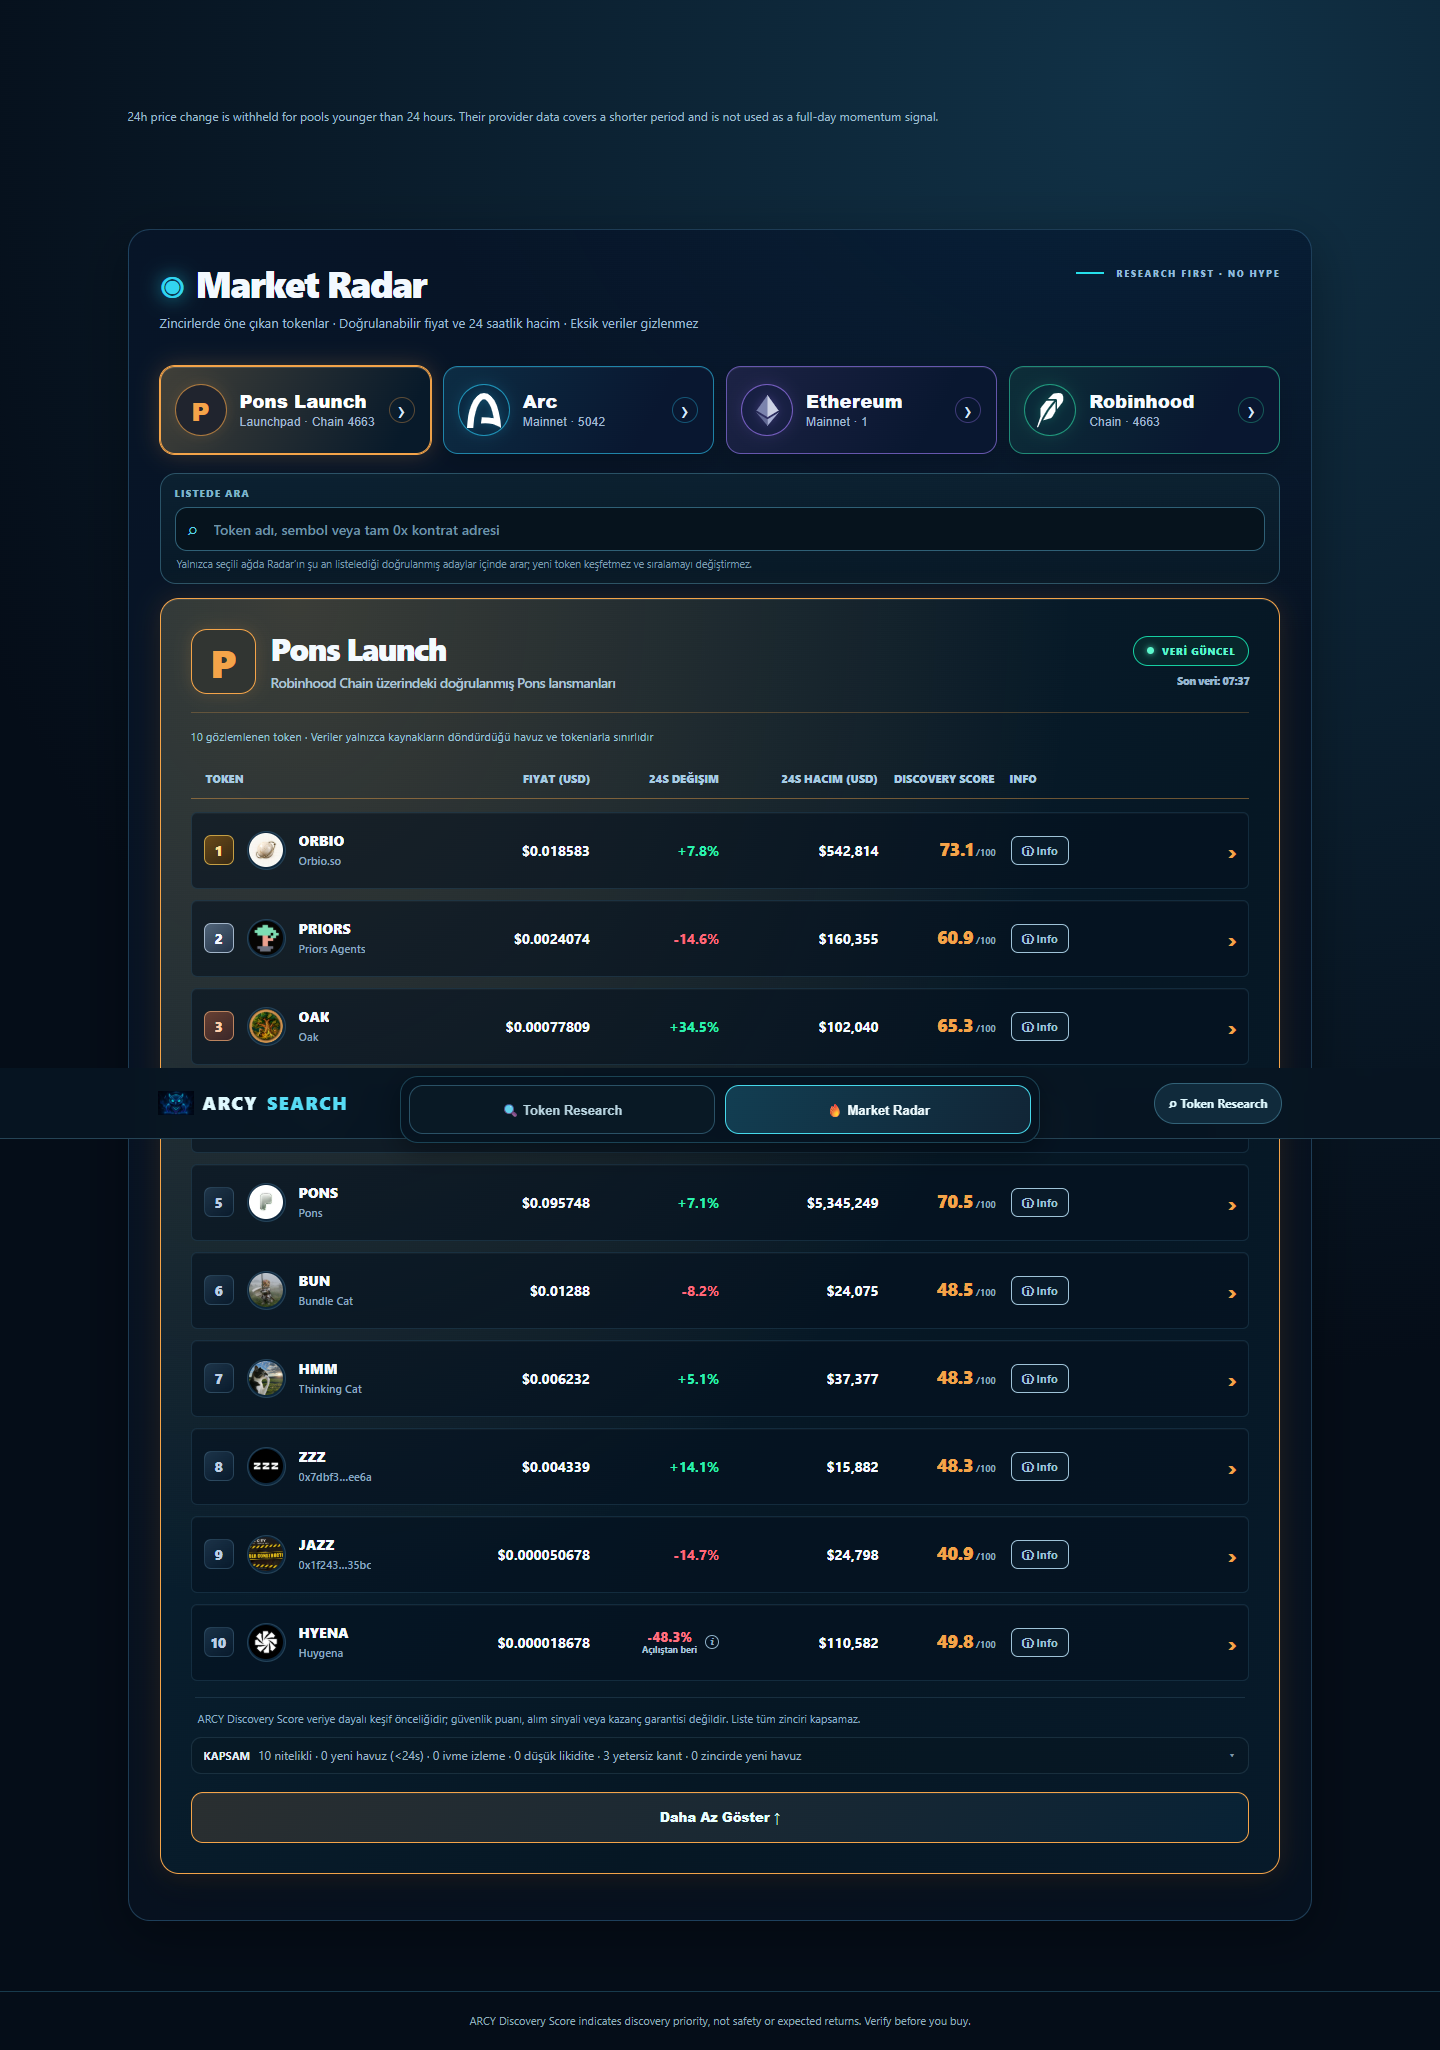 24h price change is withheld for pools younger than 24 hours. Their provider data covers a shorter period and is not used as a full-day momentum signal.
Market Radar
RESEARCH FIRST • NO HYPE
Zincirlerde öne çıkan tokenlar · Doğrulanabilir fiyat ve 24 saatlik hacim · Eksik veriler gizlenmez
P Pons Launch
Launchpad · Chain 4663
Arc
Mainnet · 5042
Ethereum
Mainnet · 1
Robinhood
Chain · 4663
LISTEDE ARA
Token adı, sembol veya tam 0x kontrat adresi
Yalnızca seçili ağda Radar'ın şu an listelediği doğrulanmış adaylar içinde arar; yeni token keşfetmez ve sıralamayı değiştirmez.
P Pons Launch
Robinhood Chain üzerindeki doğrulanmış Pons lansmanları
VERİ GÜNCEL
Son veri: 07:37
10 gözlemlenen token · Veriler yalnızca kaynakların döndürdüğü havuz ve tokenlarla sınırlıdır
TOKEN FIYAT (USD) 24S DEĞIŞIM 24S HACIM (USD) DISCOVERY SCORE INFO
1 ORBIO $0.018583 +7.8% $542,814 73.1/100 Info
Orbio.so
2 PRIORS $0.0024074 -14.6% $160,355 60.9/100 Info
Priors Agents
3 OAK $0.00077809 +34.5% $102,040 65.3/100 Info
Oak
ARCY SEARCH Token Research Market Radar Token Research
5 PONS $0.095748 +7.1% $5,345,249 70.5/100 Info
Pons
6 BUN $0.01288 -8.2% $24,075 48.5/100 Info
Bundle Cat
7 HMM $0.006232 +5.1% $37,377 48.3/100 Info
Thinking Cat
8 zzz ZZZ $0.004339 +14.1% $15,882 48.3/100 Info
0x7dbf3...ee6a
9 JAZZ $0.000050678 -14.7% $24,798 40.9/100 Info
0x1f243...35bc
10 HYENA $0.000018678 -48.3% $110,582 49.8/100 Info
Huygena Açılıştan beri
ARCY Discovery Score veriye dayalı keşif önceliğidir; güvenlik puanı, alım sinyali veya kazanç garantisi değildir. Liste tüm zinciri kapsamaz.
KAPSAM 10 nitelikli · 0 yeni havuz (<24s) · 0 ivme izleme · 0 düşük likidite · 3 yetersiz kanıt · 0 zincirde yeni havuz
Daha Az Göster ↑
ARCY Discovery Score indicates discovery priority, not safety or expected returns. Verify before you buy.